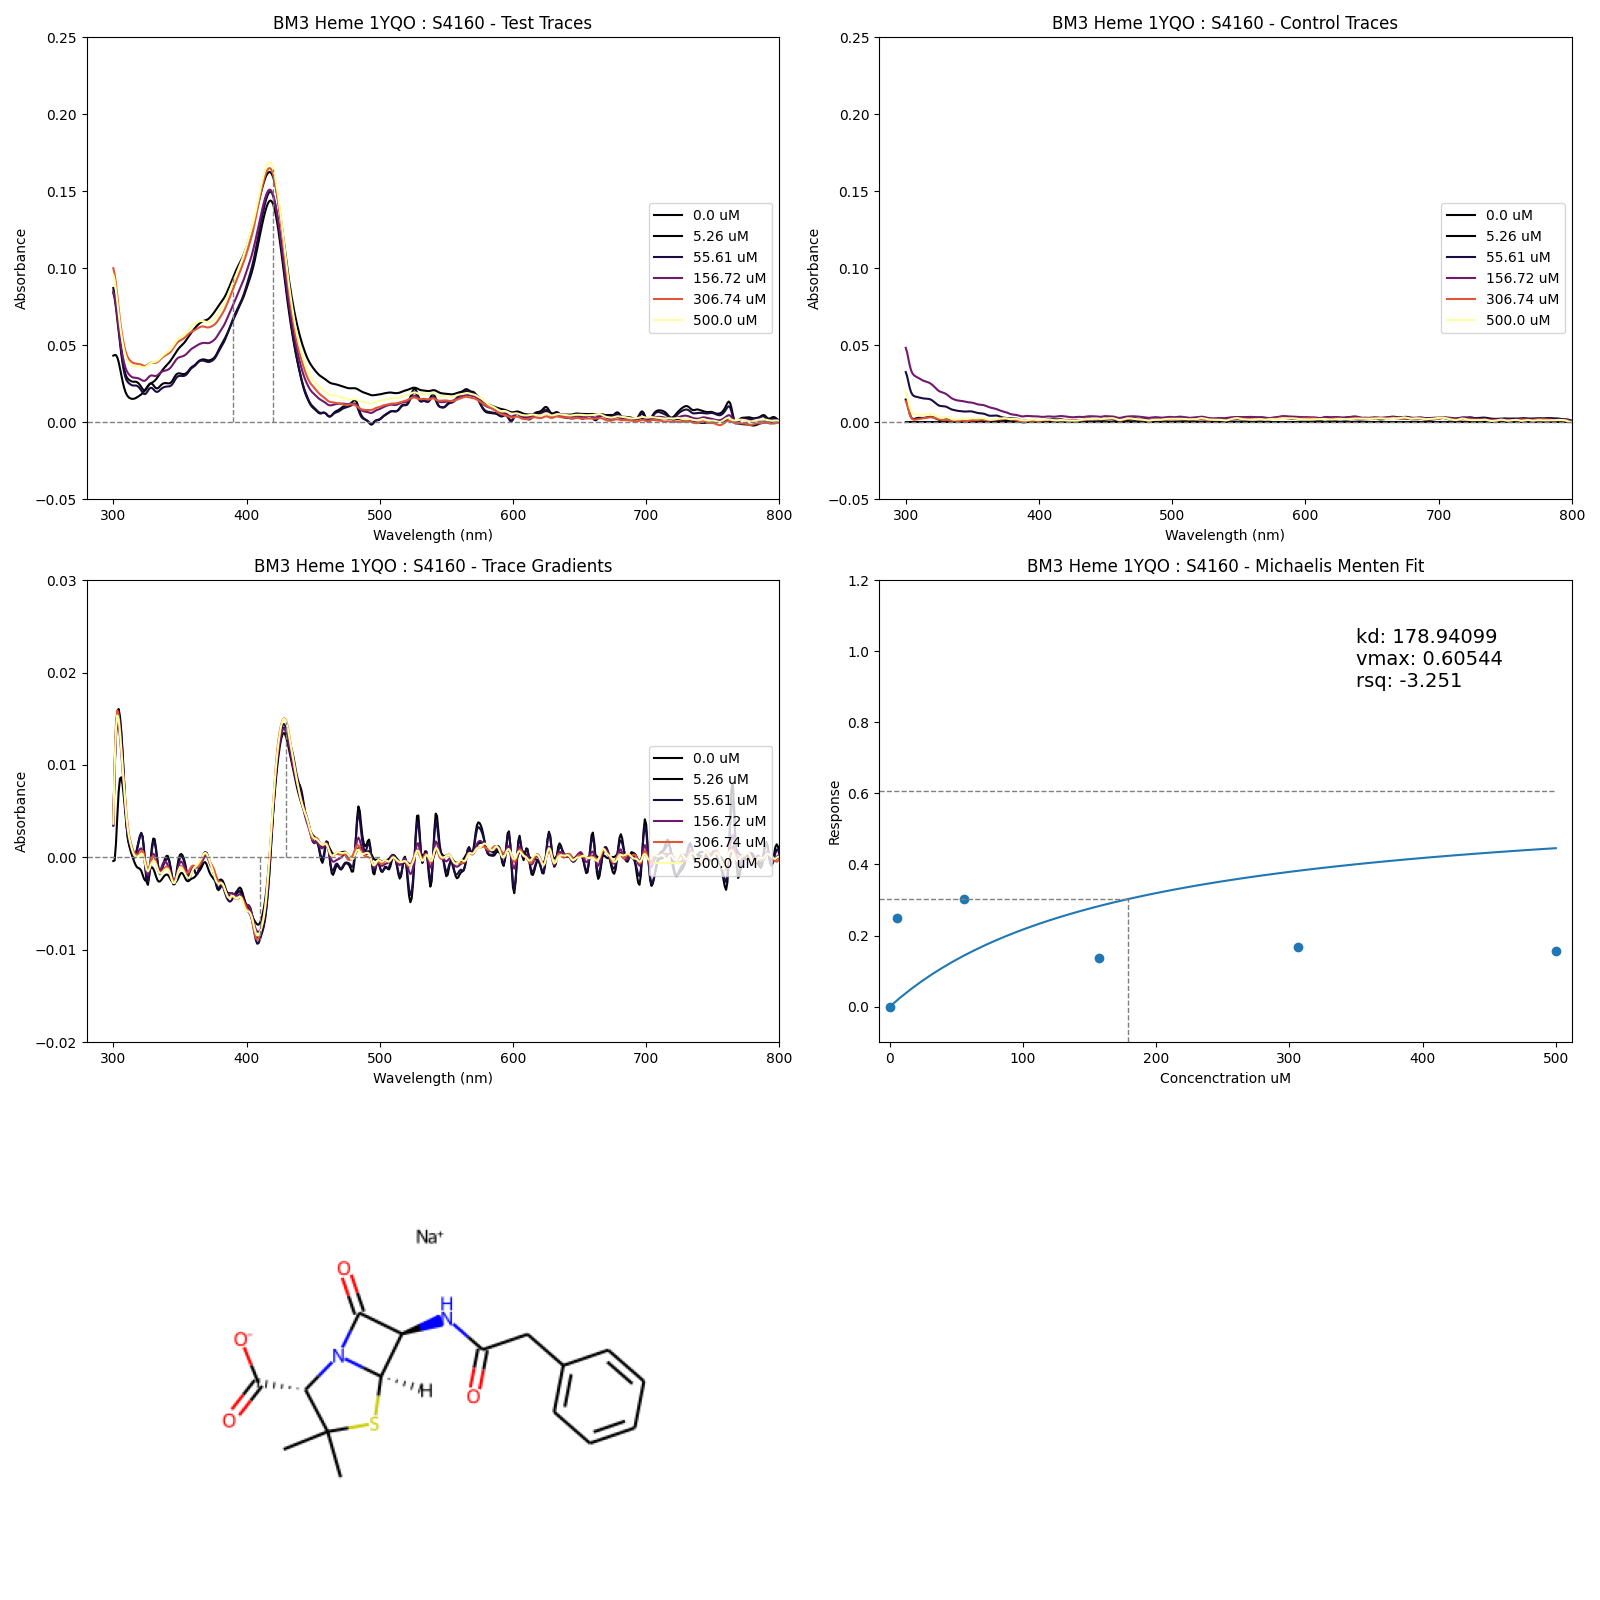 BM3 Heme 1YQO : S4160 - Test Traces
Absorbance
0.25
0.20
0.15
0.10
0.05
0.00
−0.05
300 400 500 600 700 800
Wavelength (nm)
0.0 uM
5.26 uM
55.61 uM
156.72 uM
306.74 uM
500.0 uM
BM3 Heme 1YQO : S4160 - Control Traces
Absorbance
0.25
0.20
0.15
0.10
0.05
0.00
−0.05
300 400 500 600 700 800
Wavelength (nm)
0.0 uM
5.26 uM
55.61 uM
156.72 uM
306.74 uM
500.0 uM
BM3 Heme 1YQO : S4160 - Trace Gradients
Absorbance
0.03
0.02
0.01
0.00
−0.01
−0.02
300 400 500 600 700 800
Wavelength (nm)
0.0 uM
5.26 uM
55.61 uM
156.72 uM
306.74 uM
500.0 uM
BM3 Heme 1YQO : S4160 - Michaelis Menten Fit
Response
1.2
1.0
0.8
0.6
0.4
0.2
0.0
0 100 200 300 400 500
Concenctration uM
kd: 178.94099
vmax: 0.60544
rsq: -3.251
Na⁺
O
H
N
O⁻
N
H
O
O
S